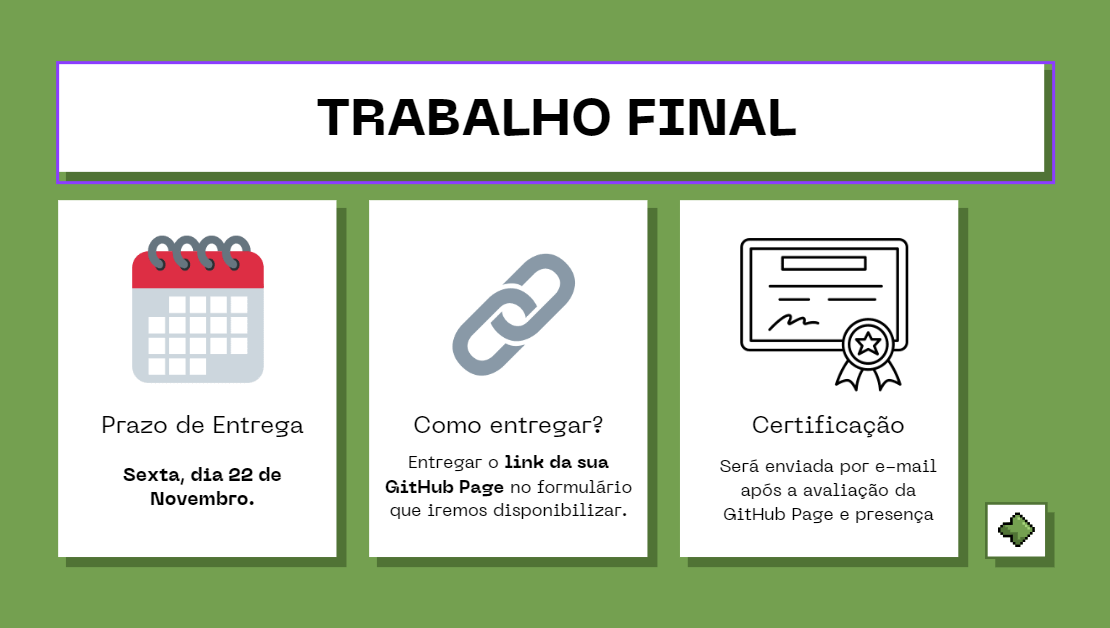 TRABALHO FINAL
Prazo de Entrega
Sexta, dia 22 de
Novembro.
Como entregar?
Entregar o link da sua
GitHub Page no formulário
que iremos disponibilizar.
Certificação
Será enviada por e-mail
após a avaliação da
GitHub Page e presença